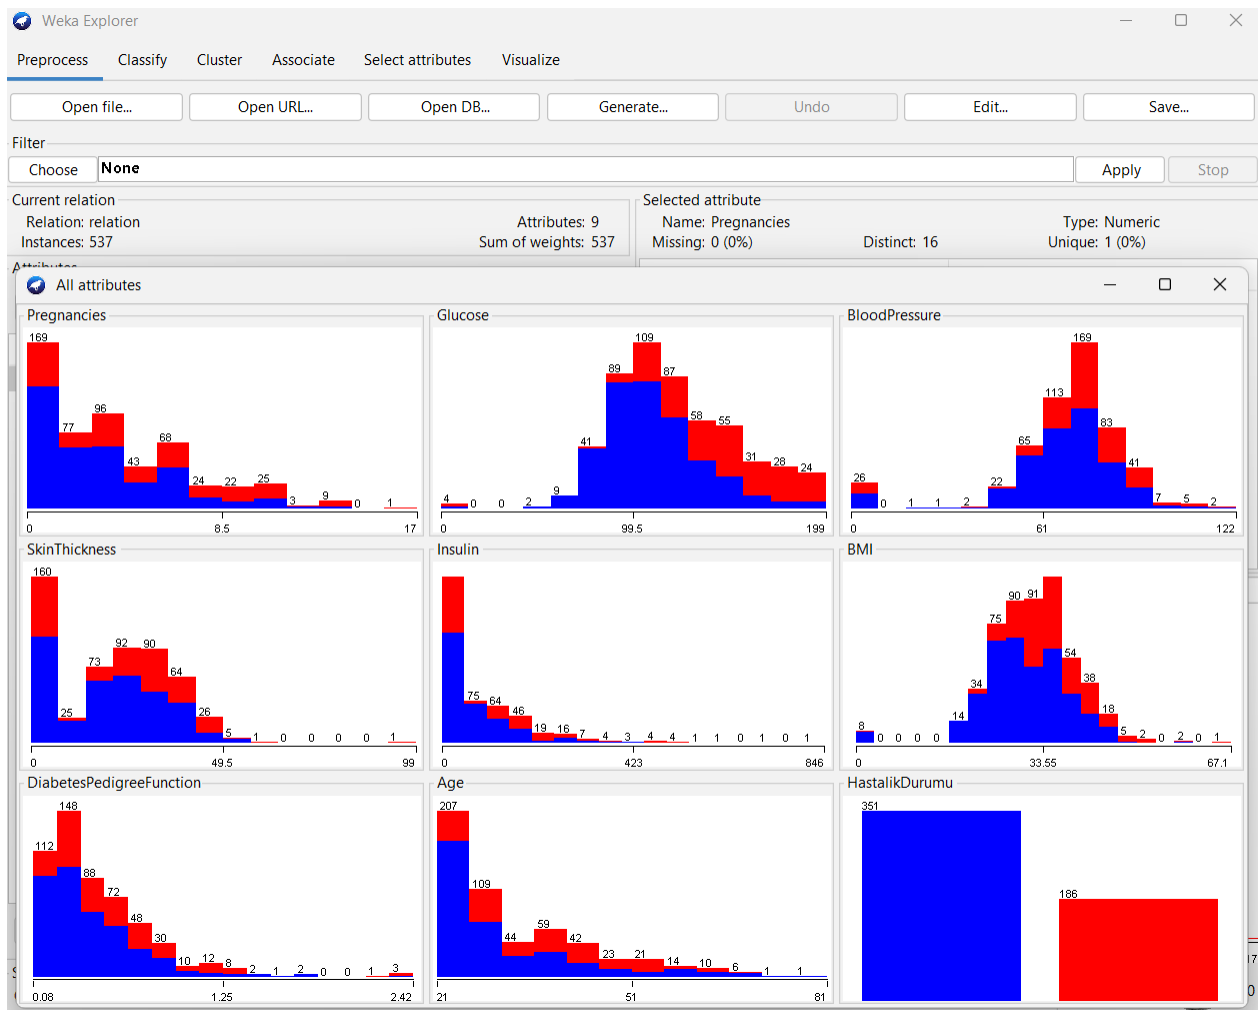 Weka Explorer
Preprocess Classify Cluster Associate Select attributes Visualize
Open file... Open URL... Open DB... Generate... Undo Edit... Save...
Filter
Choose None Apply Stop
Current relation
Relation: relation Attributes: 9
Instances: 537 Sum of weights: 537
Selected attribute
Name: Pregnancies Type: Numeric
Missing: 0 (0%) Distinct: 16 Unique: 1 (0%)
Attributes
All attributes
Pregnancies
169 77 96 43 68 24 22 25 3 9 0 1
0 8.5 17
Glucose
4 0 0 2 9 41 89 109 87 58 55 31 28 24
0 99.5 199
BloodPressure
26 0 1 1 2 22 65 113 169 83 41 7 5 2
0 61 122
SkinThickness
160 25 73 92 90 64 26 5 1 0 0 0 0 1
0 49.5 99
Insulin
75 64 46 19 16 7 4 3 4 4 1 1 0 1 0 1
0 423 846
BMI
8 0 0 0 0 14 34 75 90 91 54 38 18 5 2 0 2 0 1
0 33.55 67.1
DiabetesPedigreeFunction
112 148 88 72 48 30 10 12 8 2 1 2 0 0 1 3
0.08 1.25 2.42
Age
207 109 44 59 42 23 21 14 10 6 1 1
21 51 81
HastalikDurumu
351 186